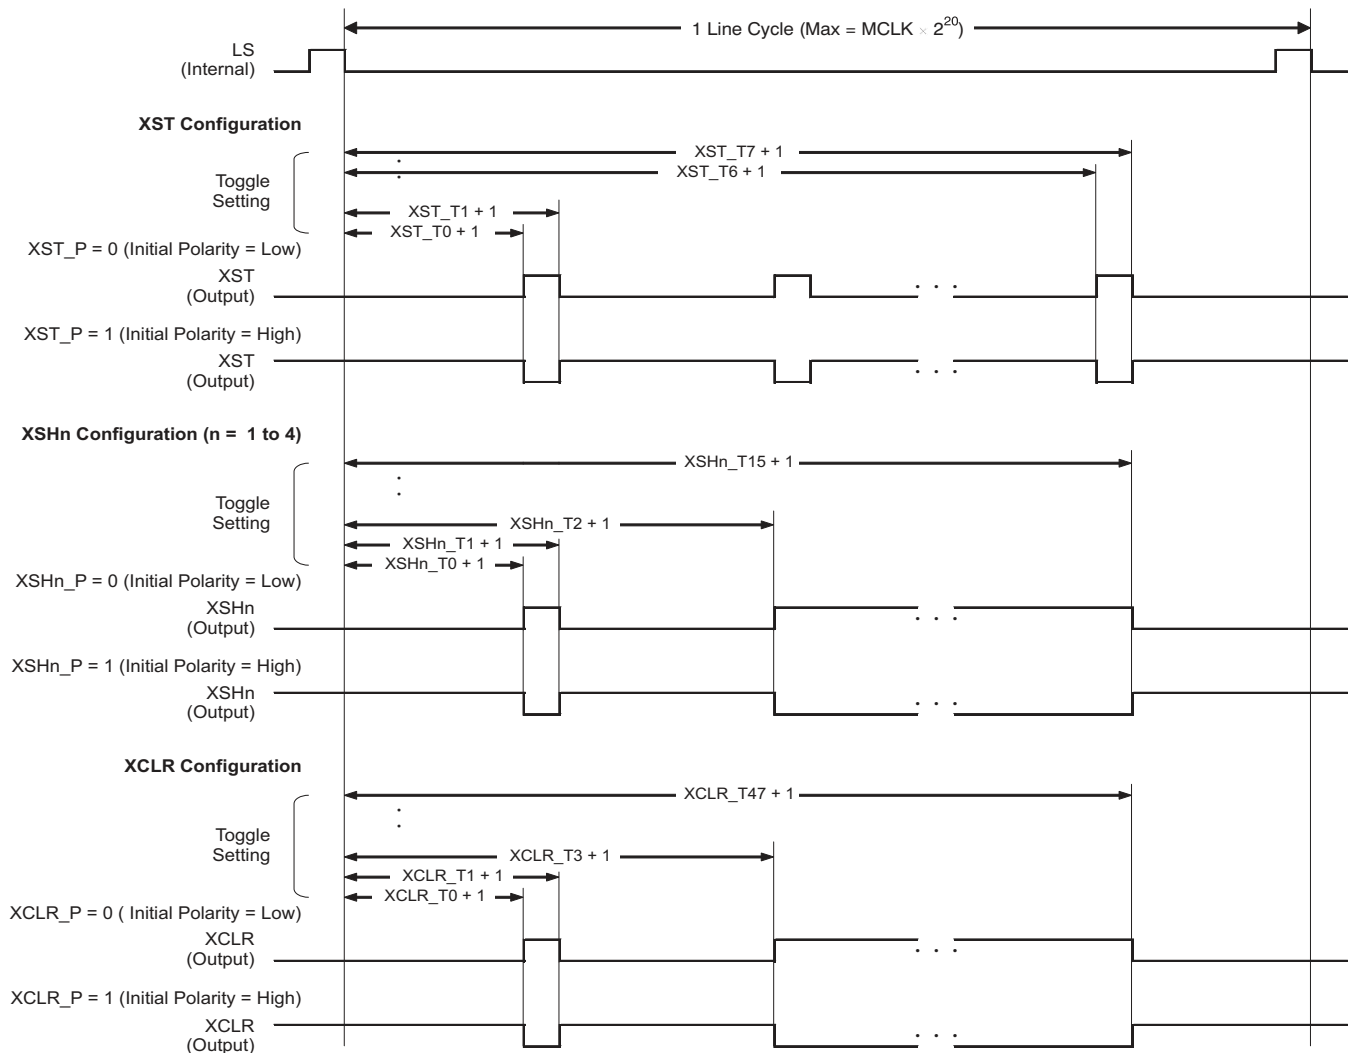 1 Line Cycle (Max = MCLK × 2^20)
LS
(Internal)
XST Configuration
XST_T7 + 1
XST_T6 + 1
:
Toggle
Setting
XST_T1 + 1
XST_T0 + 1
XST_P = 0 (Initial Polarity = Low)
XST
(Output)
. . .
XST_P = 1 (Initial Polarity = High)
XST
(Output)
. . .
XSHn Configuration (n = 1 to 4)
XSHn_T15 + 1
:
Toggle
Setting
XSHn_T2 + 1
XSHn_T1 + 1
XSHn_T0 + 1
XSHn_P = 0 (Initial Polarity = Low)
XSHn
(Output)
. . .
XSHn_P = 1 (Initial Polarity = High)
XSHn
(Output)
. . .
XCLR Configuration
XCLR_T47 + 1
:
Toggle
Setting
XCLR_T3 + 1
XCLR_T1 + 1
XCLR_T0 + 1
XCLR_P = 0 ( Initial Polarity = Low)
XCLR
(Output)
. . .
XCLR_P = 1 (Initial Polarity = High)
XCLR
(Output)
. . .